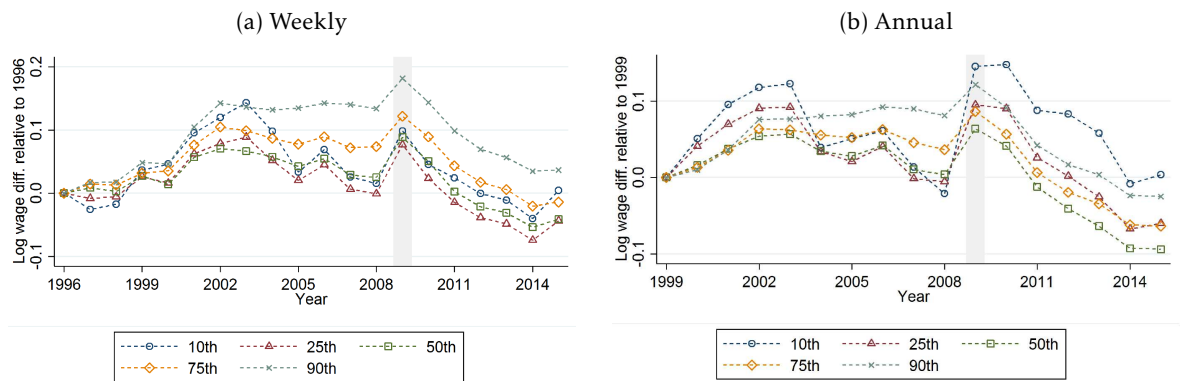 (a) Weekly
Log wage diff. relative to 1996
0.2
0.1
0.0
-0.1
1996 1999 2002 2005 2008 2011 2014
Year
10th 25th 50th
75th 90th
(b) Annual
Log wage diff. relative to 1999
0.1
0.0
-0.1
1999 2002 2005 2008 2011 2014
Year
10th 25th 50th
75th 90th